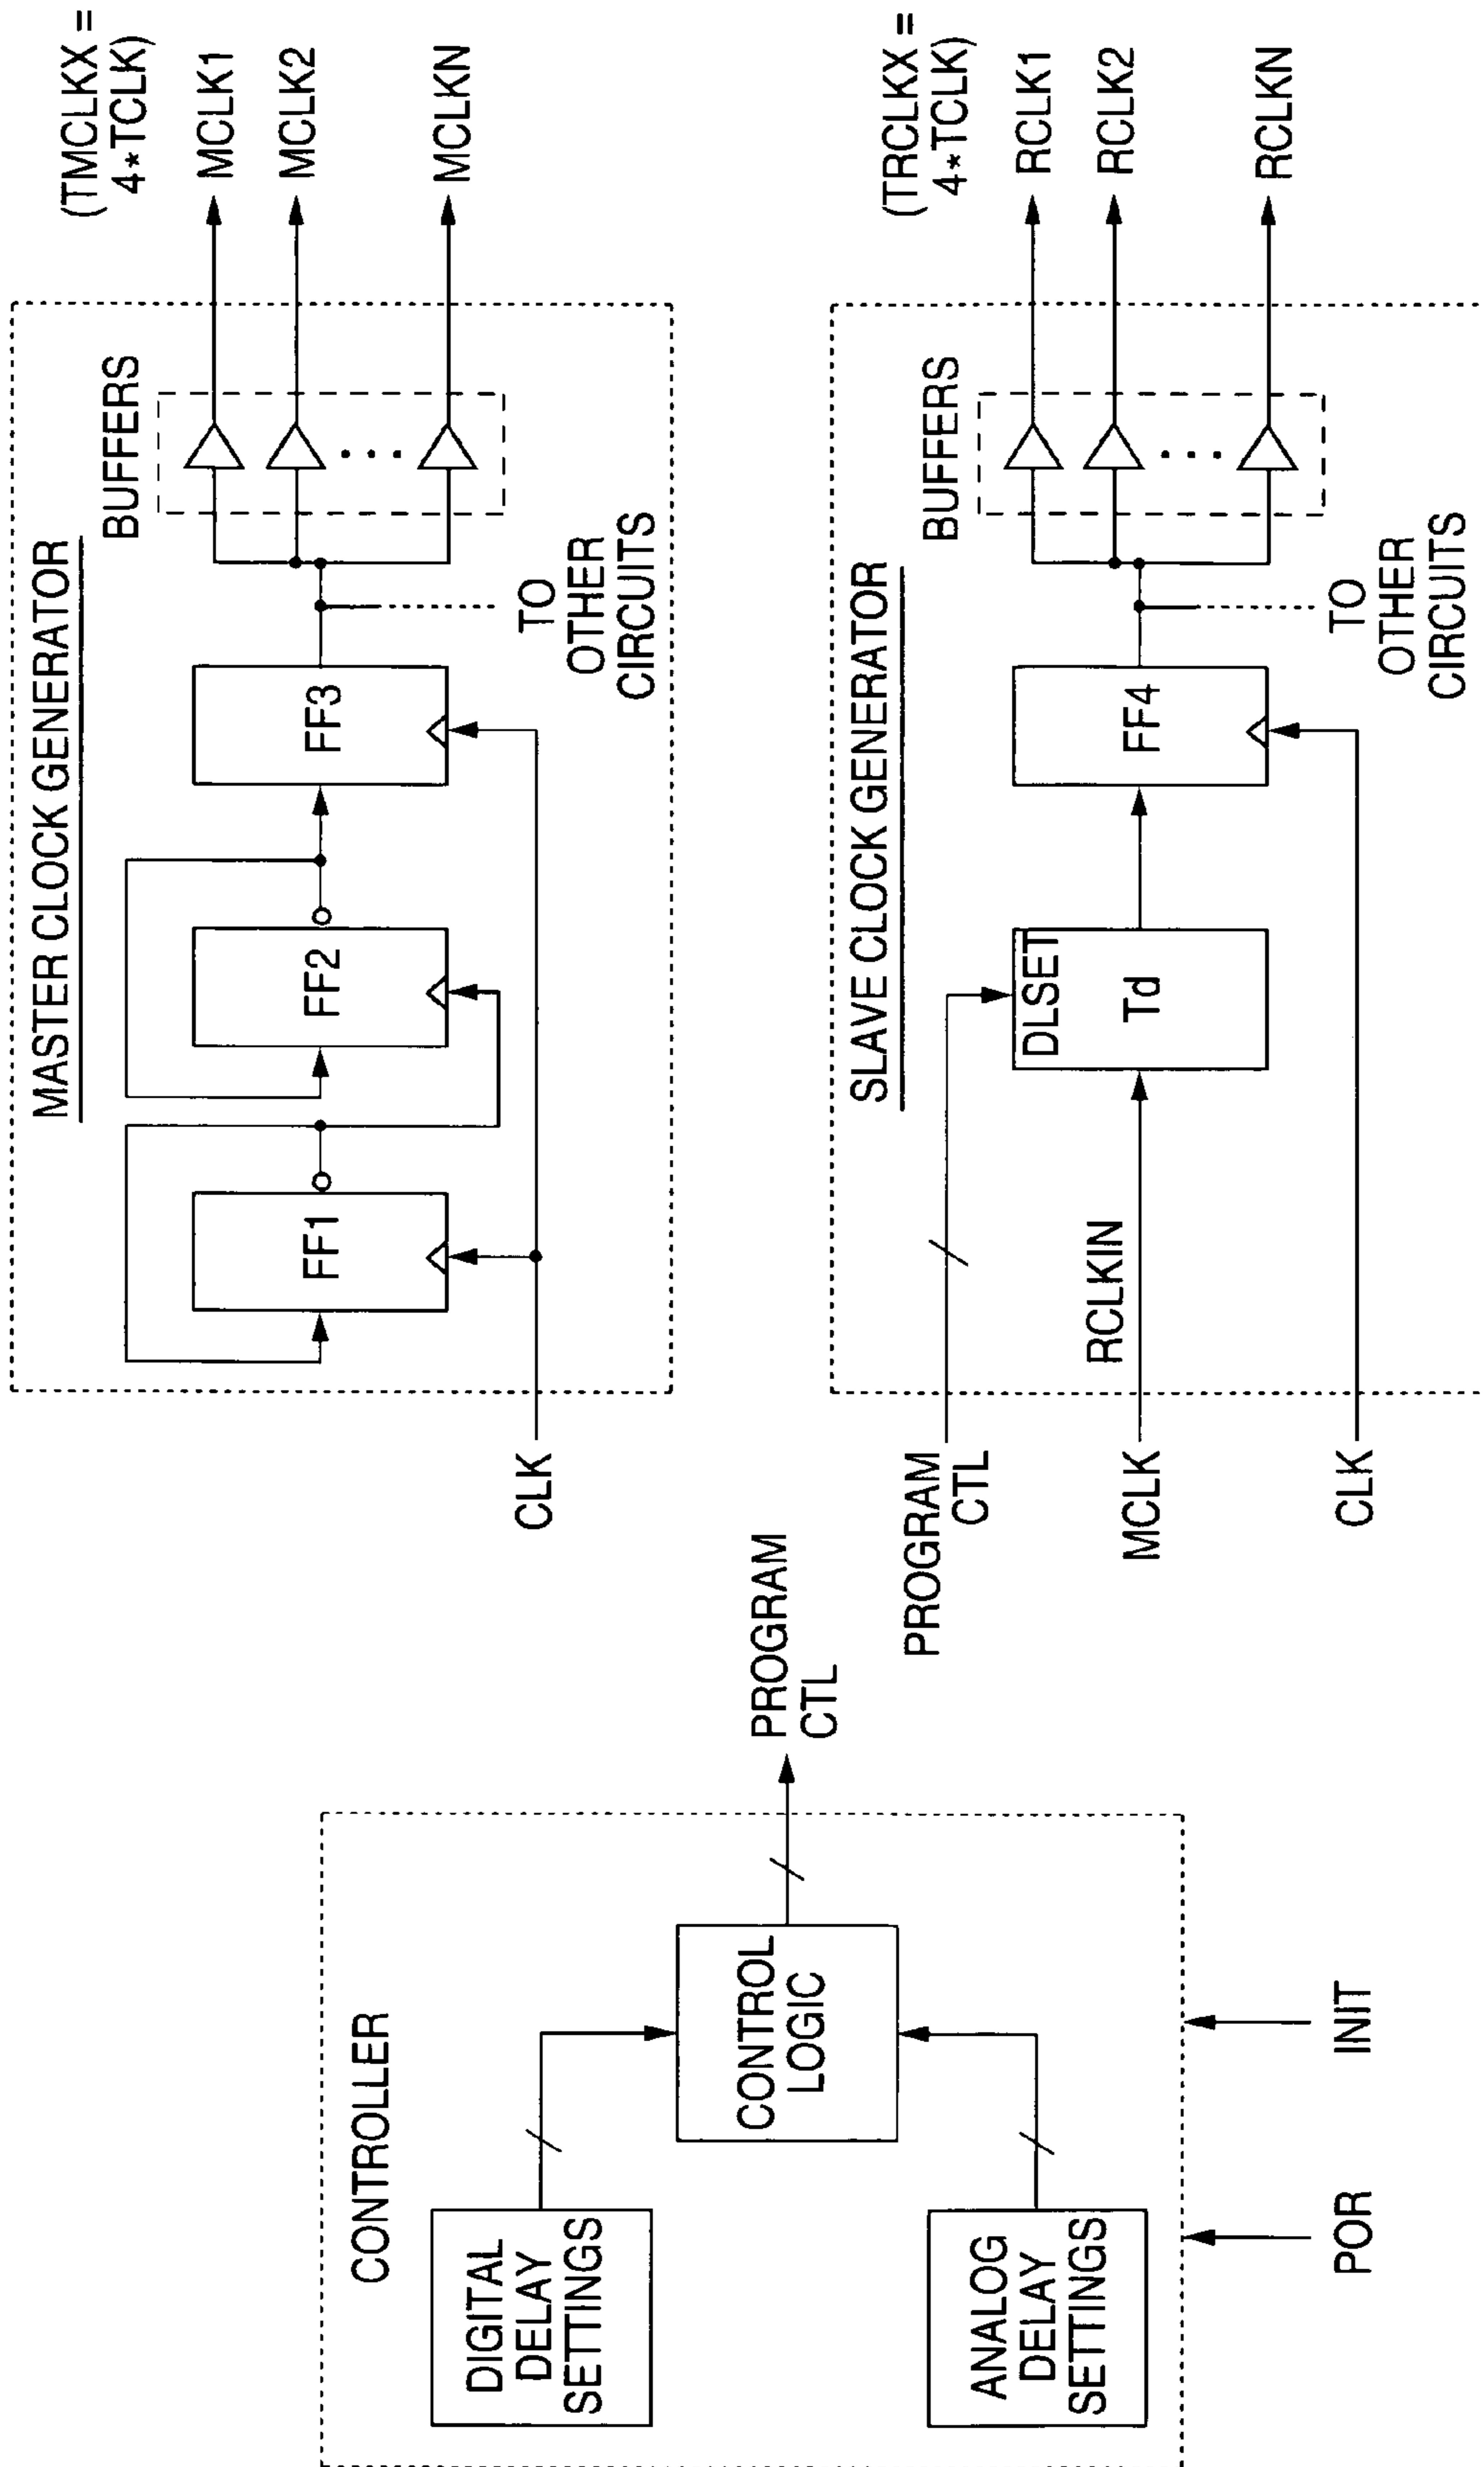 CONTROLLER
DIGITAL
DELAY
SETTINGS
ANALOG
DELAY
SETTINGS
CONTROL
LOGIC
PROGRAM
CTL
POR
INIT
MASTER CLOCK GENERATOR
CLK
FF1
FF2
FF3
TO
OTHER
CIRCUITS
BUFFERS
(TMCLKX =
4*TCLK)
MCLK1
MCLK2
MCLKN
SLAVE CLOCK GENERATOR
PROGRAM
CTL
MCLK
CLK
RCLKIN
DLSET
Td
FF4
TO
OTHER
CIRCUITS
BUFFERS
(TRCLKX =
4*TCLK)
RCLK1
RCLK2
RCLKN